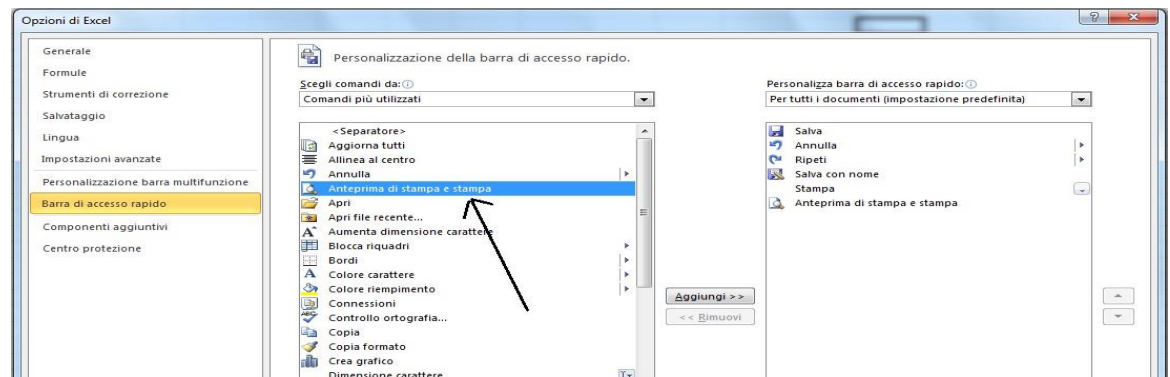 Opzioni di Excel
Generale
Formule
Strumenti di correzione
Salvataggio
Lingua
Impostazioni avanzate
Personalizzazione barra multifunzione
Barra di accesso rapido
Componenti aggiuntivi
Centro protezione
Personalizzazione della barra di accesso rapido.
Scegli comandi da:
Comandi più utilizzati
<Separatore>
Aggiorna tutti
Allinea al centro
Annulla
Anteprima di stampa e stampa
Apri
Apri file recente...
Aumenta dimensione carattere
Blocca riquadri
Bordi
Colore carattere
Colore riempimento
Connessioni
Controllo ortografia...
Copia
Copia formato
Crea grafico
Dimensione carattere
Aggiungi >>
<< Rimuovi
Personalizza barra di accesso rapido:
Per tutti i documenti (impostazione predefinita)
Salva
Annulla
Ripeti
Salva con nome
Stampa
Anteprima di stampa e stampa